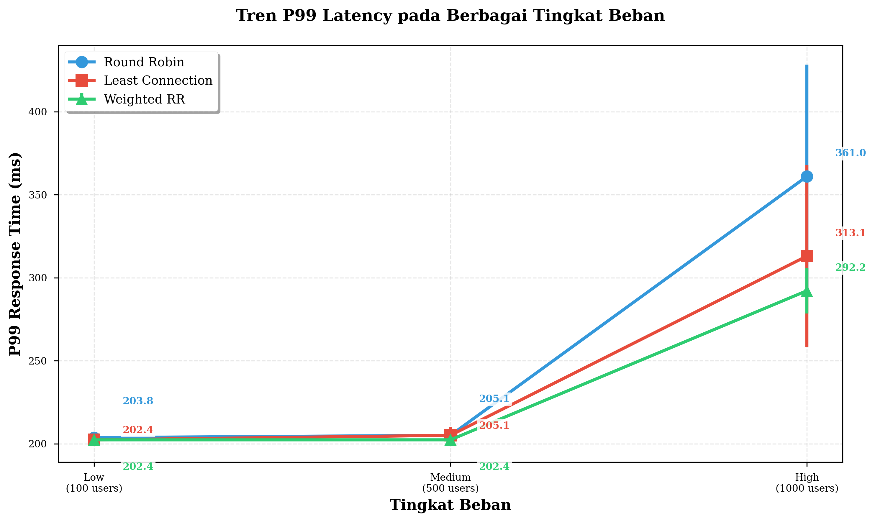 Tren P99 Latency pada Berbagai Tingkat Beban
Round Robin
Least Connection
Weighted RR
P99 Response Time (ms)
400
350
300
250
200
361.0
313.1
292.2
203.8
202.4
202.4
205.1
205.1
202.4
Low
(100 users)
Medium
(500 users)
High
(1000 users)
Tingkat Beban